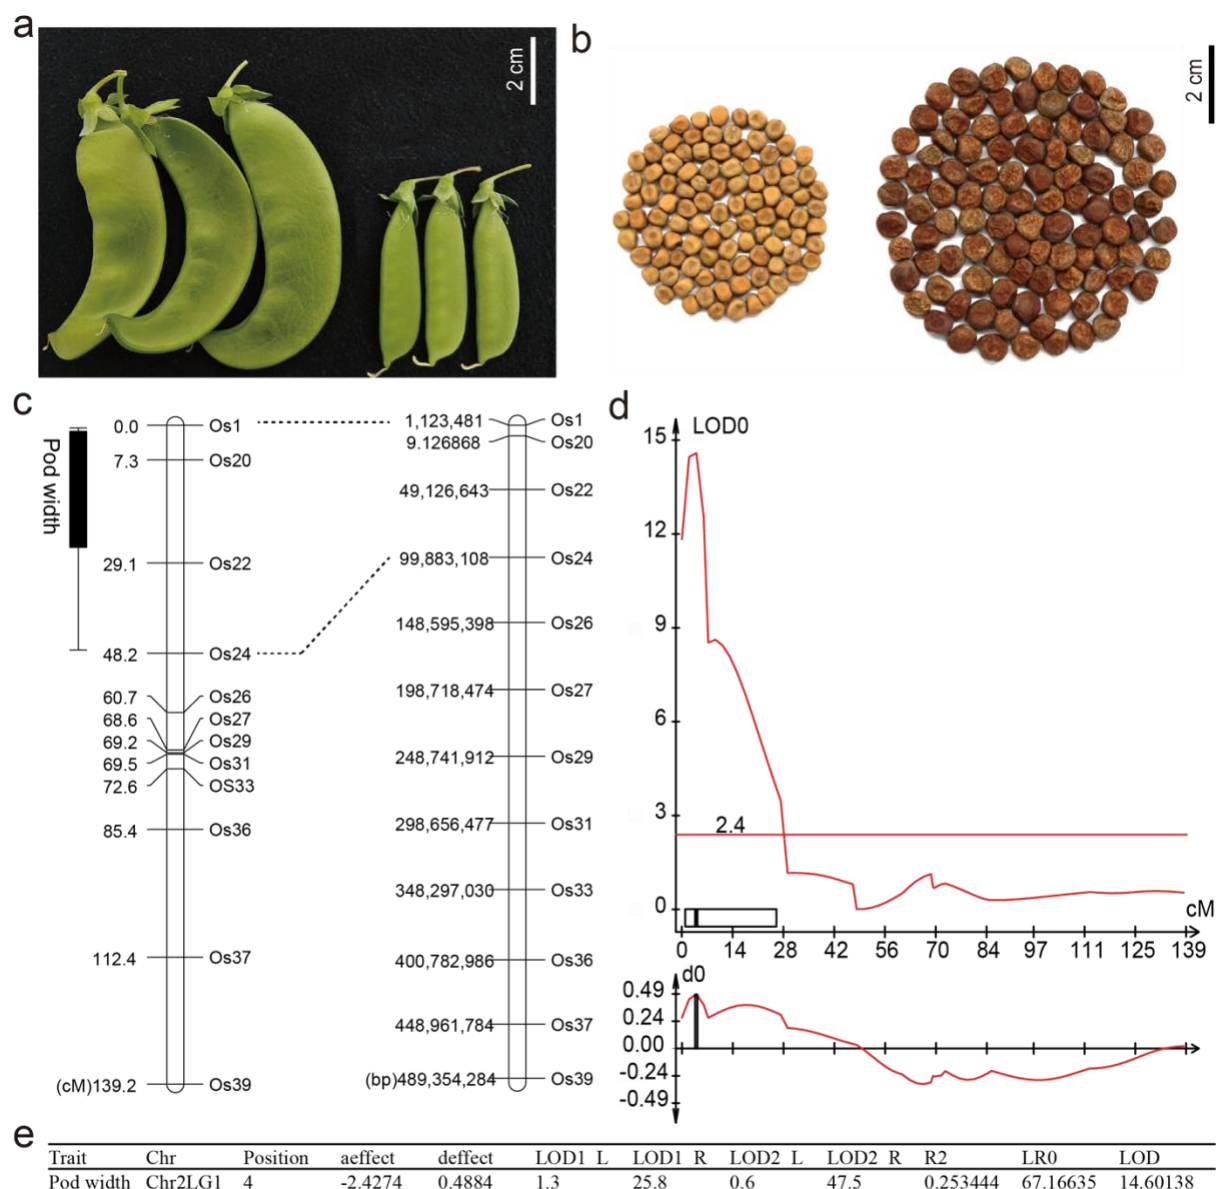 a
2 cm
b
2 cm
c
Pod width
0.0 Os1
7.3 Os20
29.1 Os22
48.2 Os24
60.7 Os26
68.6 Os27
69.2 Os29
69.5 Os31
72.6 OS33
85.4 Os36
112.4 Os37
(cM)139.2 Os39
1,123,481 Os1
9.126868 Os20
49,126,643 Os22
99,883,108 Os24
148,595,398 Os26
198,718,474 Os27
248,741,912 Os29
298,656,477 Os31
348,297,030 Os33
400,782,986 Os36
448,961,784 Os37
(bp)489,354,284 Os39
d
LOD0
15
12
9
6
3
2.4
0
cM
0 14 28 42 56 70 84 97 111 125 139
d0
0.49
0.24
0.00
-0.24
-0.49
e
Trait Chr Position aeffect deffect LOD1 L LOD1 R LOD2 L LOD2 R R2 LR0 LOD
Pod width Chr2LG1 4 -2.4274 0.4884 1.3 25.8 0.6 47.5 0.253444 67.16635 14.60138